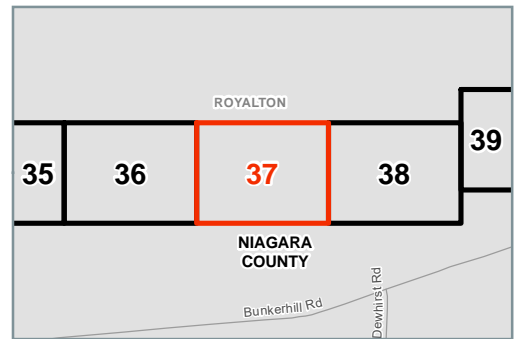 ROYALTON
39
35
36
37
38
NIAGARA
COUNTY
Bunkerhill Rd
Dewhirst Rd